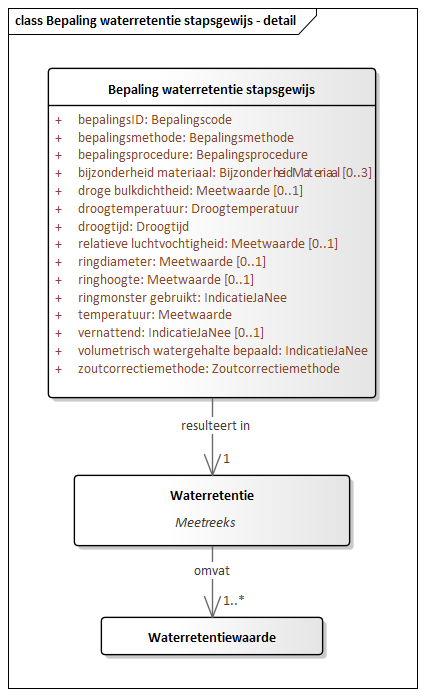 class Bepaling waterretentie stapsgewijs - detail
Bepaling waterretentie stapsgewijs
+ bepalingsID: Bepalingscode
+ bepalingsmethode: Bepalingsmethode
+ bepalingsprocedure: Bepalingsprocedure
+ bijzonderheid materiaal: BijzonderheidMateriaal [0..3]
+ droge bulkdichtheid: Meetwaarde [0..1]
+ droogtemperatuur: Droogtemperatuur
+ droogtijd: Droogtijd
+ relatieve luchtvochtigheid: Meetwaarde [0..1]
+ ringdiameter: Meetwaarde [0..1]
+ ringhoogte: Meetwaarde [0..1]
+ ringmonster gebruikt: IndicatieJaNee
+ temperatuur: Meetwaarde
+ vernattend: IndicatieJaNee [0..1]
+ volumetrisch watergehalte bepaald: IndicatieJaNee
+ zoutcorrectiemethode: Zoutcorrectiemethode
resulteert in
1
Waterretentie
Meetreeks
omvat
1..*
Waterretentiewaarde